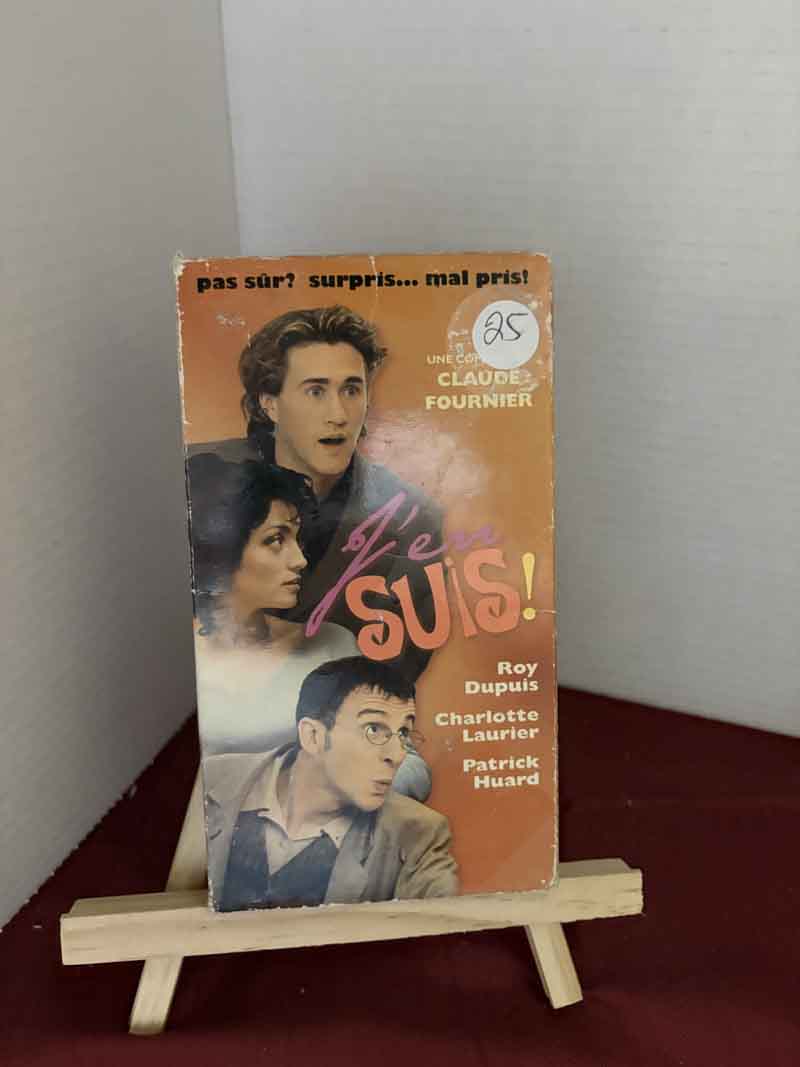 pas sûr? surpris... mal pris!
25
UNE
CLAUDE
FOURNIER
J'en
SUiS!
Roy
Dupuis
Charlotte
Laurier
Patrick
Huard